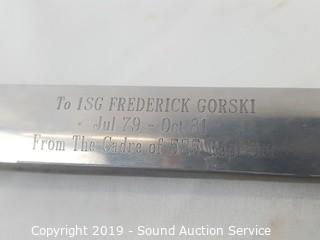 To 1SG FREDERICK GORSKI
Jul 79 - Oct 81
From The Cadre of
Copyright 2019 - Sound Auction Service